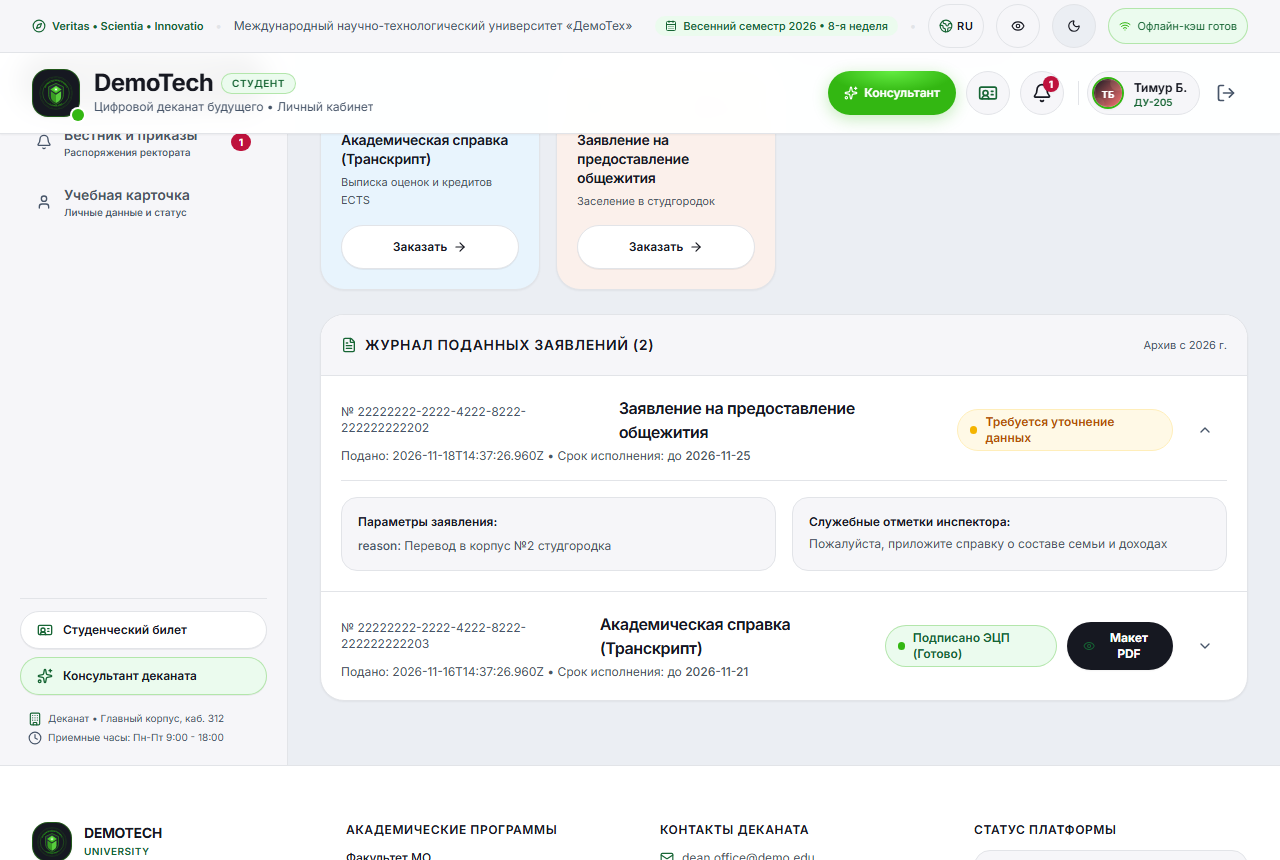 Veritas • Scientia • Innovatio
Международный научно-технологический университет «ДемоТех»
Весенний семестр 2026 • 8-я неделя
RU
Офлайн-кэш готов
DemoTech
СТУДЕНТ
Цифровой деканат будущего • Личный кабинет
Консультант
1
ТБ
Тимур Б.
ДУ-205
Вестник и приказы
Распоряжения ректората
1
Учебная карточка
Личные данные и статус
Академическая справка
(Транскрипт)
Выписка оценок и кредитов
ECTS
Заказать →
Заявление на
предоставление
общежития
Заселение в студгородок
Заказать →
ЖУРНАЛ ПОДАННЫХ ЗАЯВЛЕНИЙ (2)
Архив с 2026 г.
№ 22222222-2222-4222-8222-
222222222202
Заявление на предоставление
общежития
Подано: 2026-11-18T14:37:26.960Z • Срок исполнения: до 2026-11-25
Требуется уточнение
данных
Параметры заявления:
reason: Перевод в корпус №2 студгородка
Служебные отметки инспектора:
Пожалуйста, приложите справку о составе семьи и доходах
№ 22222222-2222-4222-8222-
222222222203
Академическая справка
(Транскрипт)
Подано: 2026-11-16T14:37:26.960Z • Срок исполнения: до 2026-11-21
Подписано ЭЦП
(Готово)
Макет
PDF
Студенческий билет
Консультант деканата
Деканат • Главный корпус, каб. 312
Приемные часы: Пн-Пт 9:00 - 18:00
DEMOTECH
UNIVERSITY
АКАДЕМИЧЕСКИЕ ПРОГРАММЫ
Факультет МО
КОНТАКТЫ ДЕКАНАТА
dean.office@demo.edu
СТАТУС ПЛАТФОРМЫ